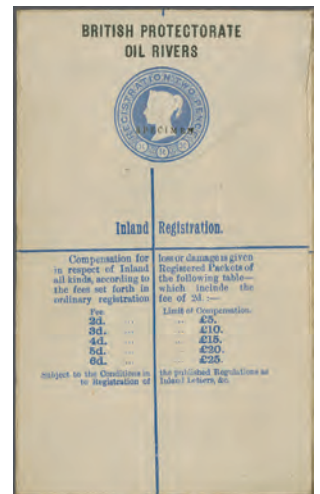 BRITISH PROTECTORATE
OIL RIVERS
REGISTRATION TWO-PENCE
SPECIMEN
Inland Registration.
Compensation for loss or damage is given
in respect of Inland Registered Packets of
all kinds, according to the following table—
the fees set forth in which include the
ordinary registration fee of 2d. :—
Fee. Limit of Compensation.
2d. ... ... £5.
3d. ... ... £10.
4d. ... ... £15.
5d. ... ... £20.
6d. ... ... £25.
Subject to the Conditions in the published Regulations as
to Registration of Inland Letters, &c.